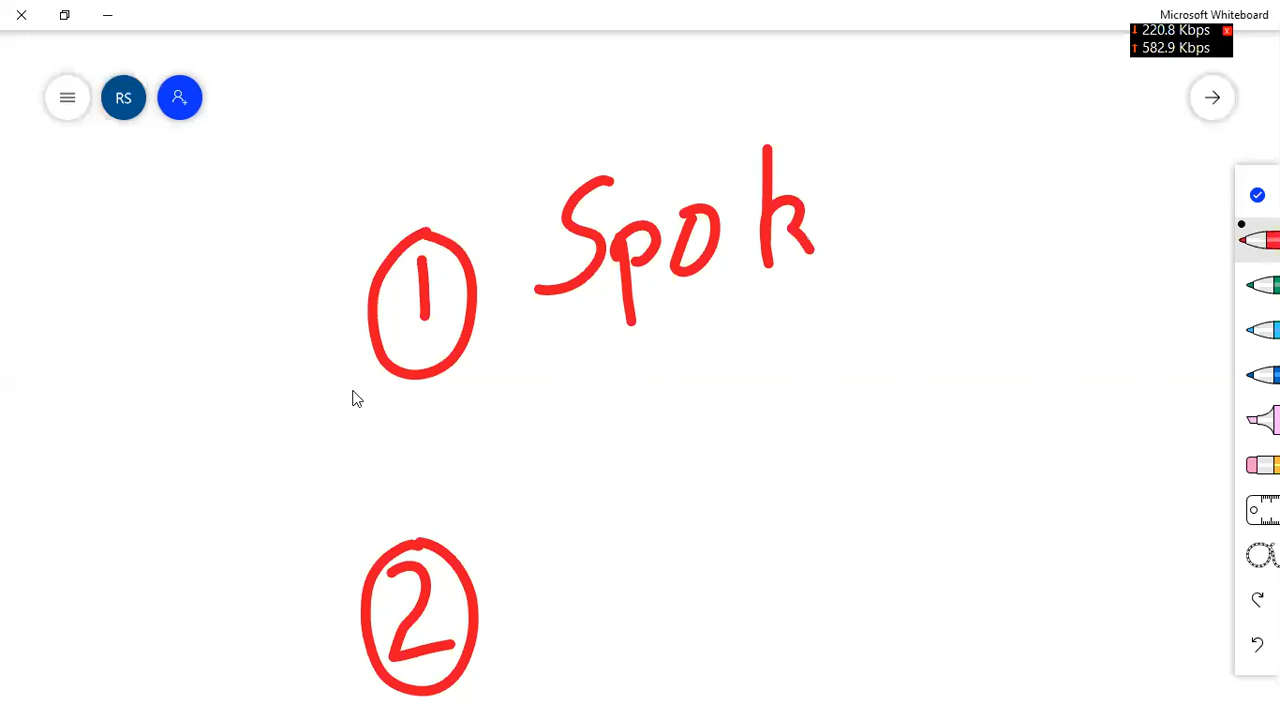 Microsoft Whiteboard
↓ 220.8 Kbps x
↑ 582.9 Kbps
RS
1 Spok
2